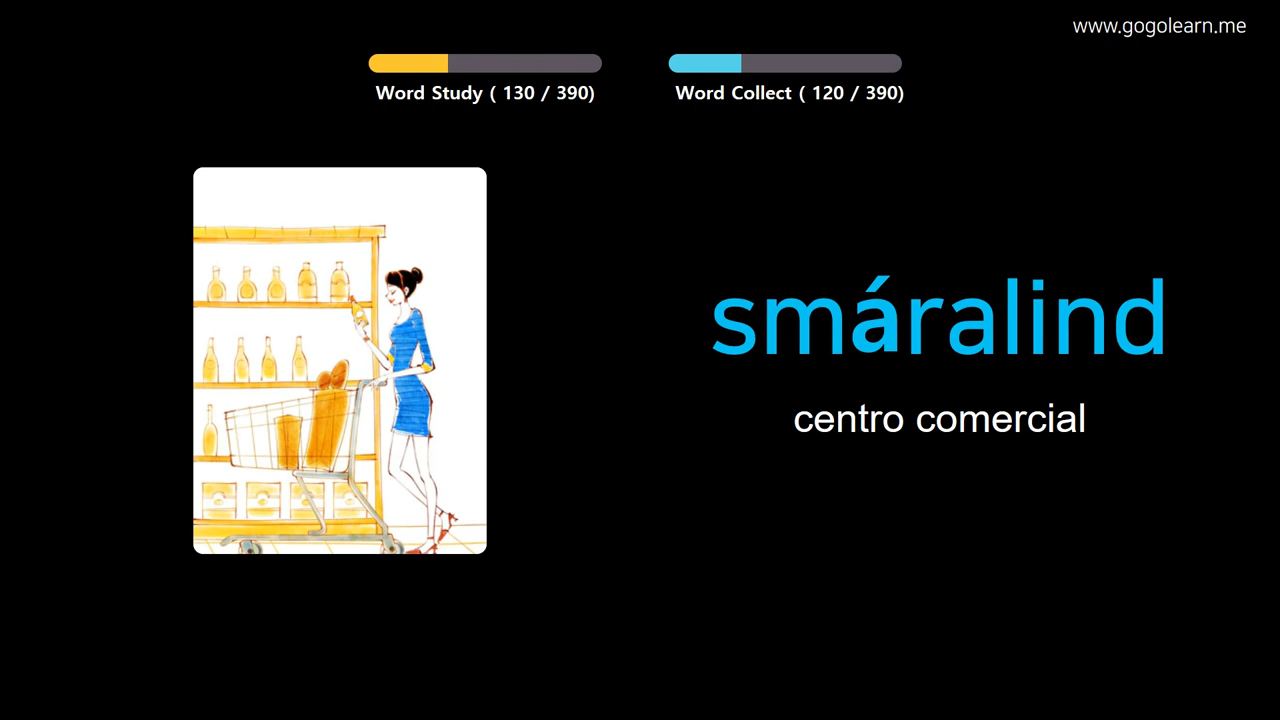 www.gogolearn.me
Word Study ( 130 / 390)
Word Collect ( 120 / 390)
smáralind
centro comercial